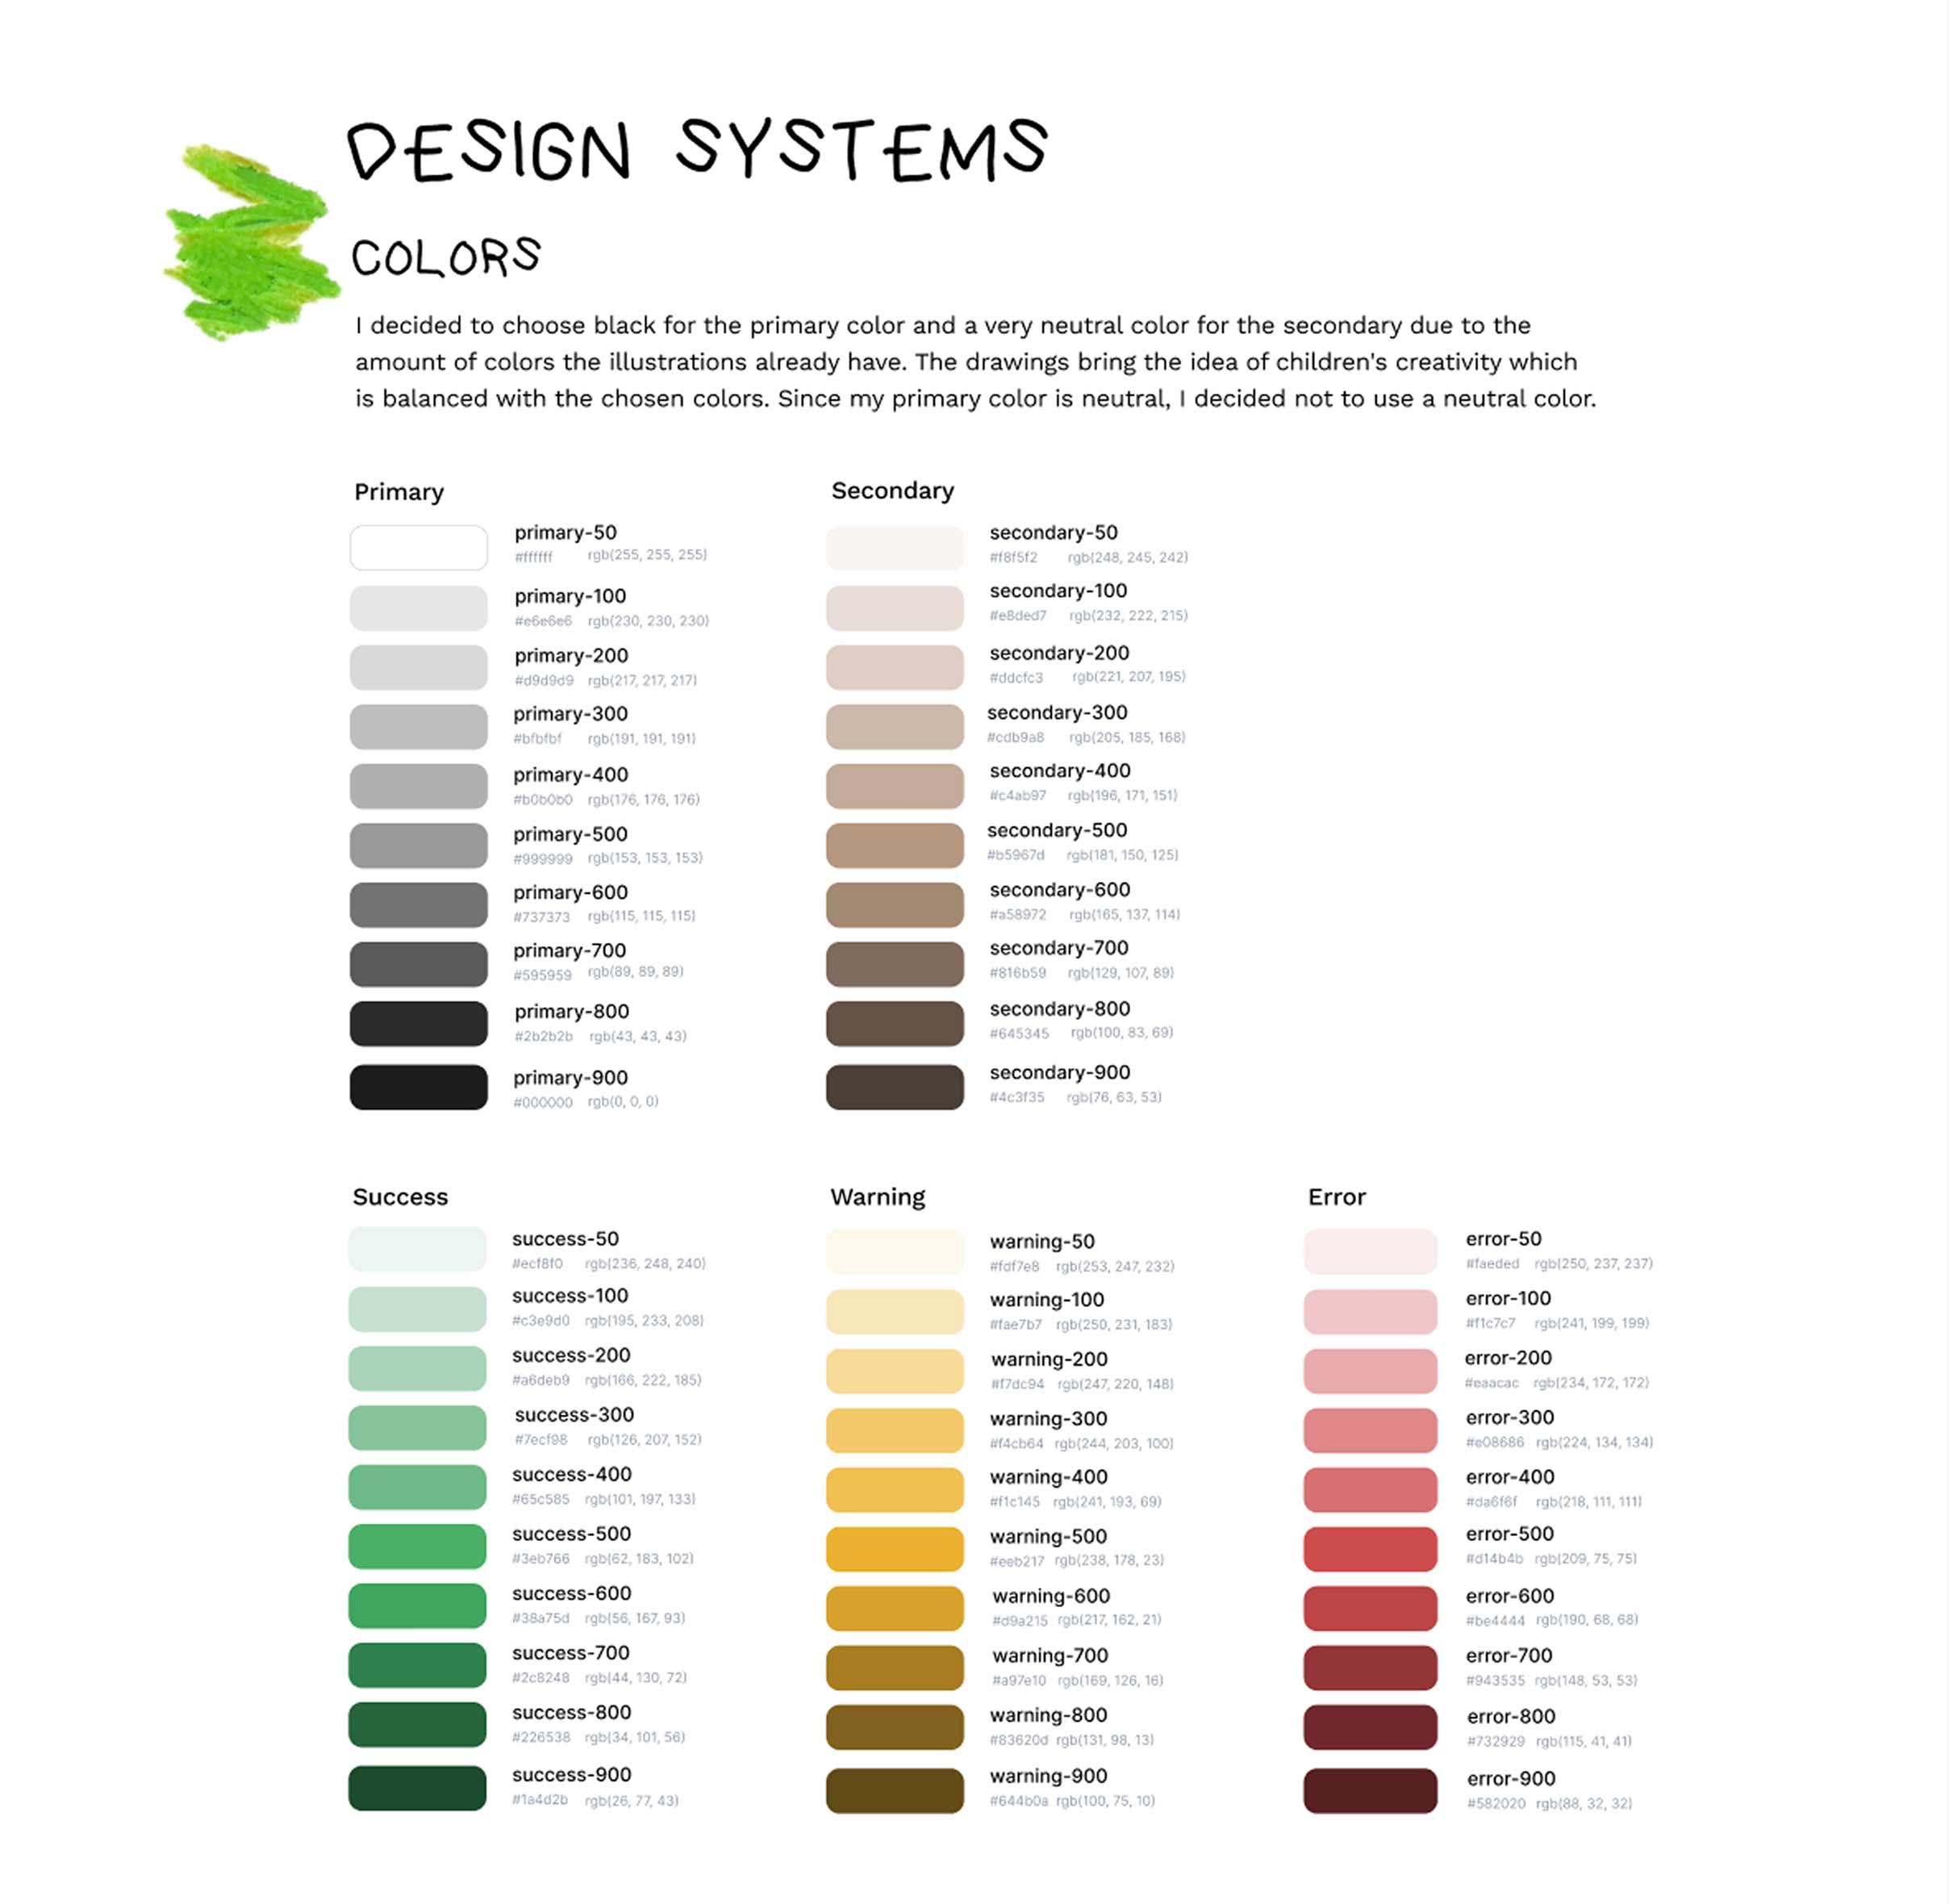 DESIGN SYSTEMS
COLORS
I decided to choose black for the primary color and a very neutral color for the secondary due to the
amount of colors the illustrations already have. The drawings bring the idea of children's creativity which
is balanced with the chosen colors. Since my primary color is neutral, I decided not to use a neutral color.
Primary
primary-50
#ffffff rgb(255, 255, 255)
primary-100
#e6e6e6 rgb(230, 230, 230)
primary-200
#d9d9d9 rgb(217, 217, 217)
primary-300
#bfbfbf rgb(191, 191, 191)
primary-400
#b0b0b0 rgb(176, 176, 176)
primary-500
#999999 rgb(153, 153, 153)
primary-600
#737373 rgb(115, 115, 115)
primary-700
#595959 rgb(89, 89, 89)
primary-800
#2b2b2b rgb(43, 43, 43)
primary-900
#000000 rgb(0, 0, 0)
Secondary
secondary-50
#f8f5f2 rgb(248, 245, 242)
secondary-100
#e8ded7 rgb(232, 222, 215)
secondary-200
#ddcfc3 rgb(221, 207, 195)
secondary-300
#cdb9a8 rgb(205, 185, 168)
secondary-400
#c4ab97 rgb(196, 171, 151)
secondary-500
#b5967d rgb(181, 150, 125)
secondary-600
#a58972 rgb(165, 137, 114)
secondary-700
#816b59 rgb(129, 107, 89)
secondary-800
#645345 rgb(100, 83, 69)
secondary-900
#4c3f35 rgb(76, 63, 53)
Success
success-50
#ecf8f0 rgb(236, 248, 240)
success-100
#c3e9d0 rgb(195, 233, 208)
success-200
#a6deb9 rgb(166, 222, 185)
success-300
#7ecf98 rgb(126, 207, 152)
success-400
#65c585 rgb(101, 197, 133)
success-500
#3eb766 rgb(62, 183, 102)
success-600
#38a75d rgb(56, 167, 93)
success-700
#2c8248 rgb(44, 130, 72)
success-800
#226538 rgb(34, 101, 56)
success-900
#1a4d2b rgb(26, 77, 43)
Warning
warning-50
#fdf7e8 rgb(253, 247, 232)
warning-100
#fae7b7 rgb(250, 231, 183)
warning-200
#f7dc94 rgb(247, 220, 148)
warning-300
#f4cb64 rgb(244, 203, 100)
warning-400
#f1c145 rgb(241, 193, 69)
warning-500
#eeb217 rgb(238, 178, 23)
warning-600
#d9a215 rgb(217, 162, 21)
warning-700
#a97e10 rgb(169, 126, 16)
warning-800
#83620d rgb(131, 98, 13)
warning-900
#644b0a rgb(100, 75, 10)
Error
error-50
#faeded rgb(250, 237, 237)
error-100
#f1c7c7 rgb(241, 199, 199)
error-200
#eaacac rgb(234, 172, 172)
error-300
#e08686 rgb(224, 134, 134)
error-400
#da6f6f rgb(218, 111, 111)
error-500
#d14b4b rgb(209, 75, 75)
error-600
#be4444 rgb(190, 68, 68)
error-700
#943535 rgb(148, 53, 53)
error-800
#732929 rgb(115, 41, 41)
error-900
#582020 rgb(88, 32, 32)